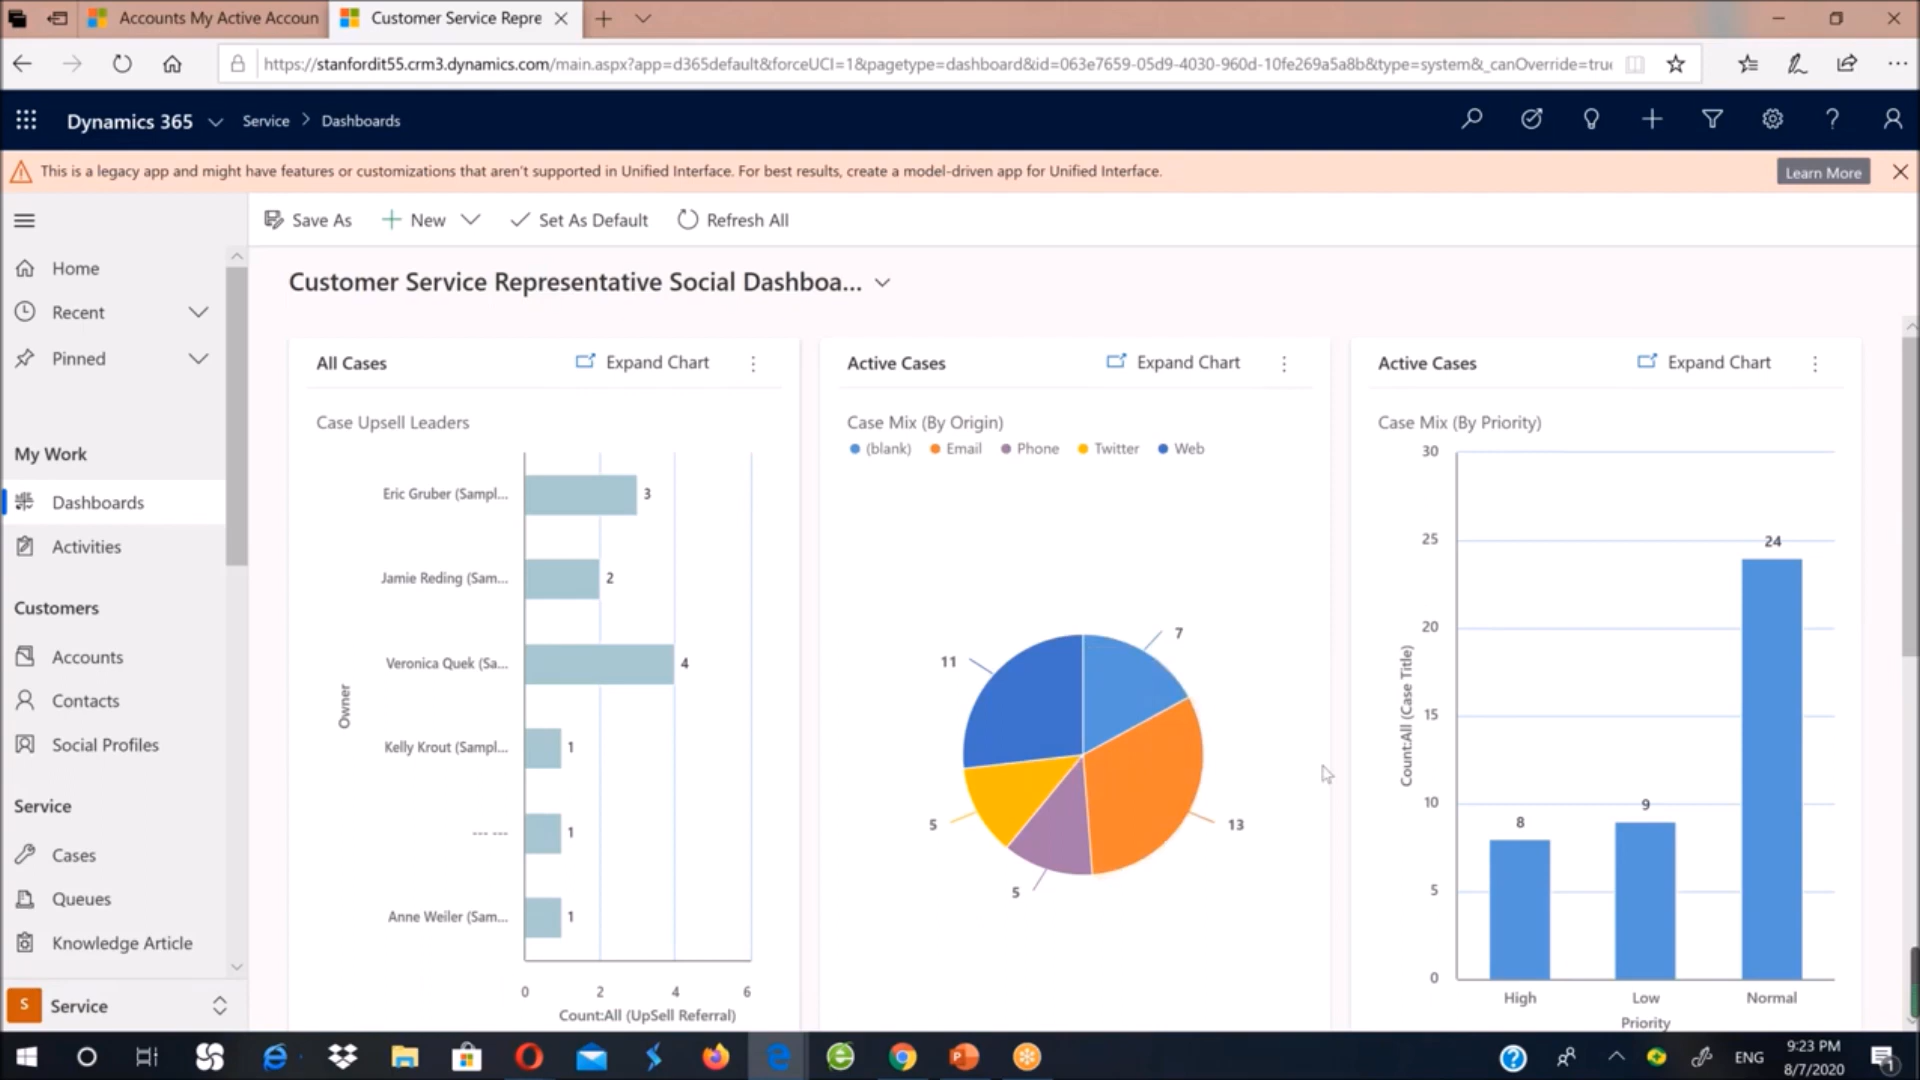 Accounts My Active Accoun
Customer Service Repre
https://stanfordit55.crm3.dynamics.com/main.aspx?app=d365default&forceUCI=1&pagetype=dashboard&id=063e7659-05d9-4030-960d-10fe269a5a8b&type=system&_canOverride=true
Dynamics 365
Service > Dashboards
This is a legacy app and might have features or customizations that aren't supported in Unified Interface. For best results, create a model-driven app for Unified Interface.
Learn More
Save As
New
Set As Default
Refresh All
Home
Recent
Pinned
My Work
Dashboards
Activities
Customers
Accounts
Contacts
Social Profiles
Service
Cases
Queues
Knowledge Article
S
Service
Customer Service Representative Social Dashboa...
All Cases
Expand Chart
Case Upsell Leaders
Owner
Eric Gruber (Sampl...
3
Jamie Reding (Sam...
2
Veronica Quek (Sa...
4
Kelly Krout (Sampl...
1
--- ---
1
Anne Weiler (Sam...
1
0 2 4 6
Count:All (UpSell Referral)
Active Cases
Expand Chart
Case Mix (By Origin)
(blank) Email Phone Twitter Web
7
11
5
13
5
Active Cases
Expand Chart
Case Mix (By Priority)
Count:All (Case Title)
30
25
20
15
10
5
0
8
9
24
High Low Normal
Priority
ENG
9:23 PM
8/7/2020
1